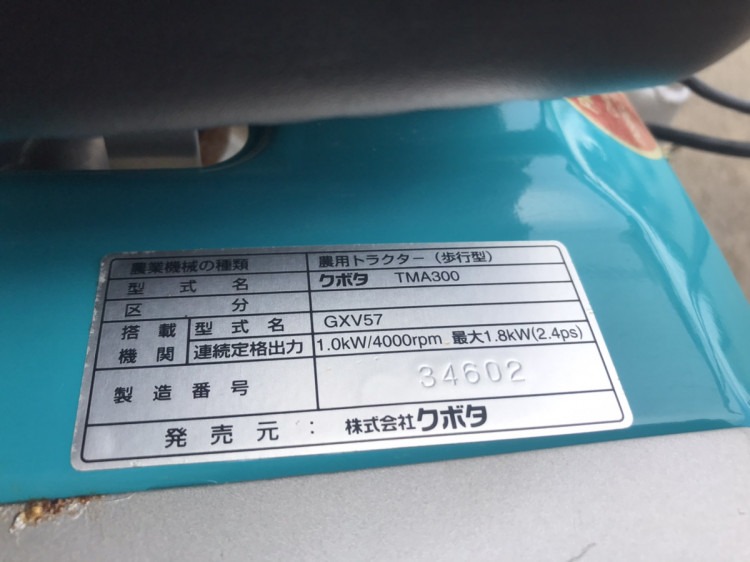 農業機械の種類 農用トラクター(歩行型)
型式名 クボタ TMA300
区分
搭載機関 型式名 GXV57
連続定格出力 1.0kW/4000rpm 最大1.8kW(2.4ps)
製造番号 34602
発売元: 株式会社クボタ